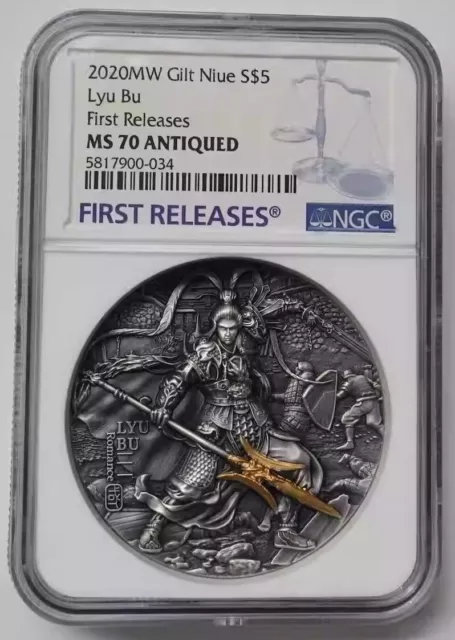 2020MW Gilt Niue S$5
Lyu Bu
First Releases
MS 70 ANTIQUED
5817900-034
FIRST RELEASES®
NGC®
LYU
BU
Romance